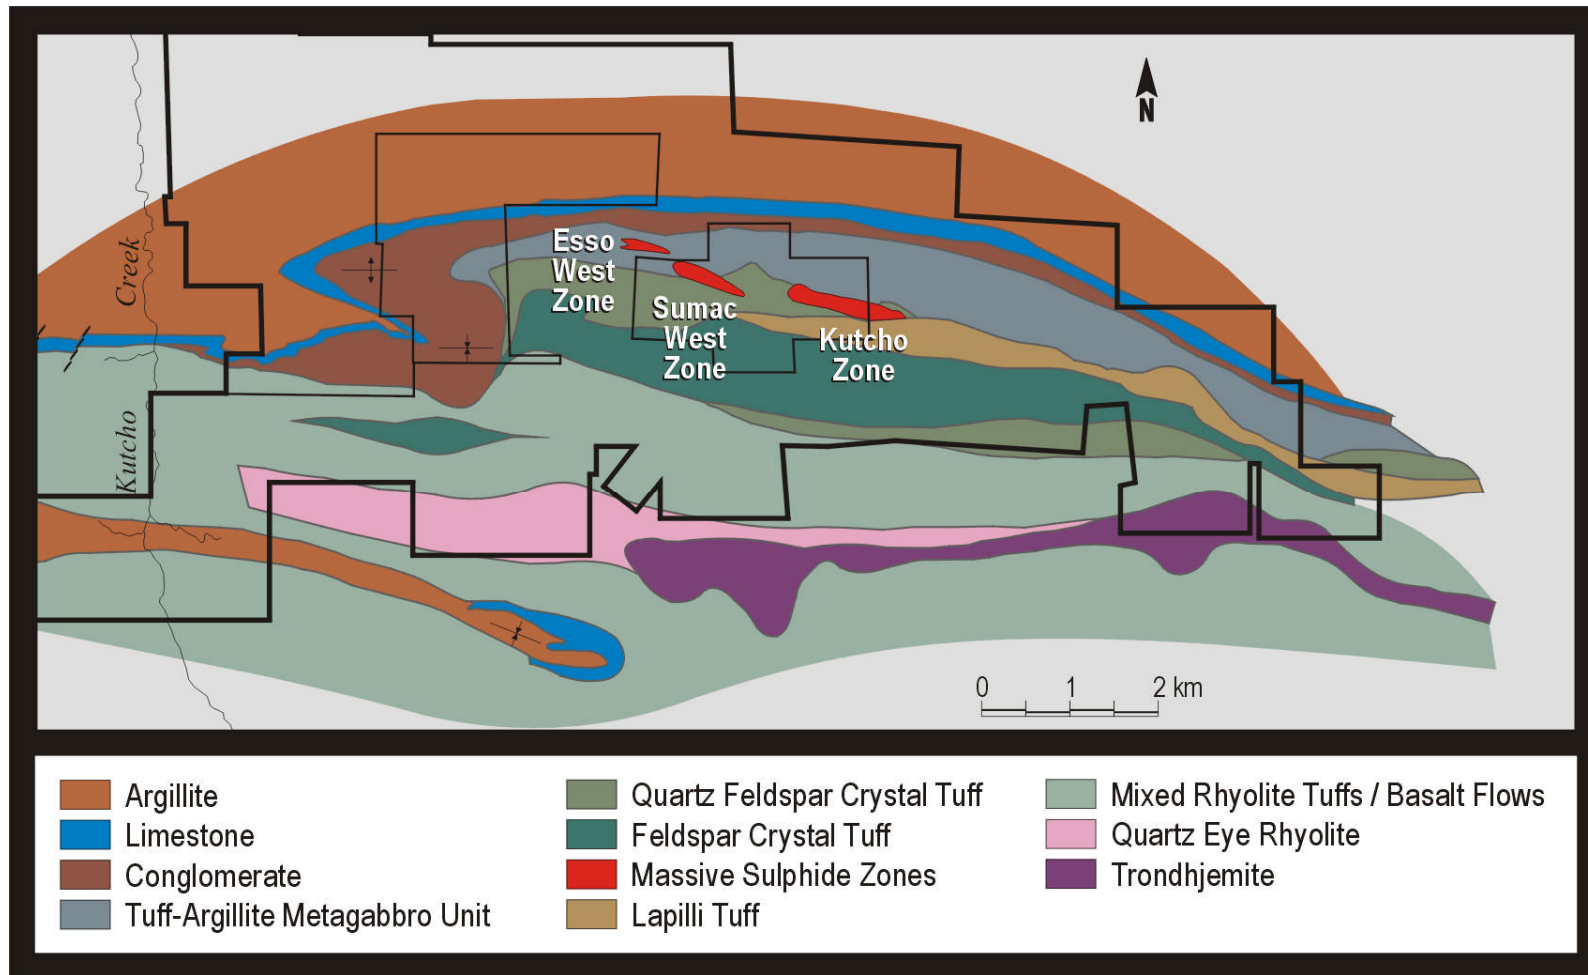 N
Creek
Kutcho
Esso
West
Zone
Sumac
West
Zone
Kutcho
Zone
0 1 2 km
Argillite
Limestone
Conglomerate
Tuff-Argillite Metagabbro Unit
Quartz Feldspar Crystal Tuff
Feldspar Crystal Tuff
Massive Sulphide Zones
Lapilli Tuff
Mixed Rhyolite Tuffs / Basalt Flows
Quartz Eye Rhyolite
Trondhjemite